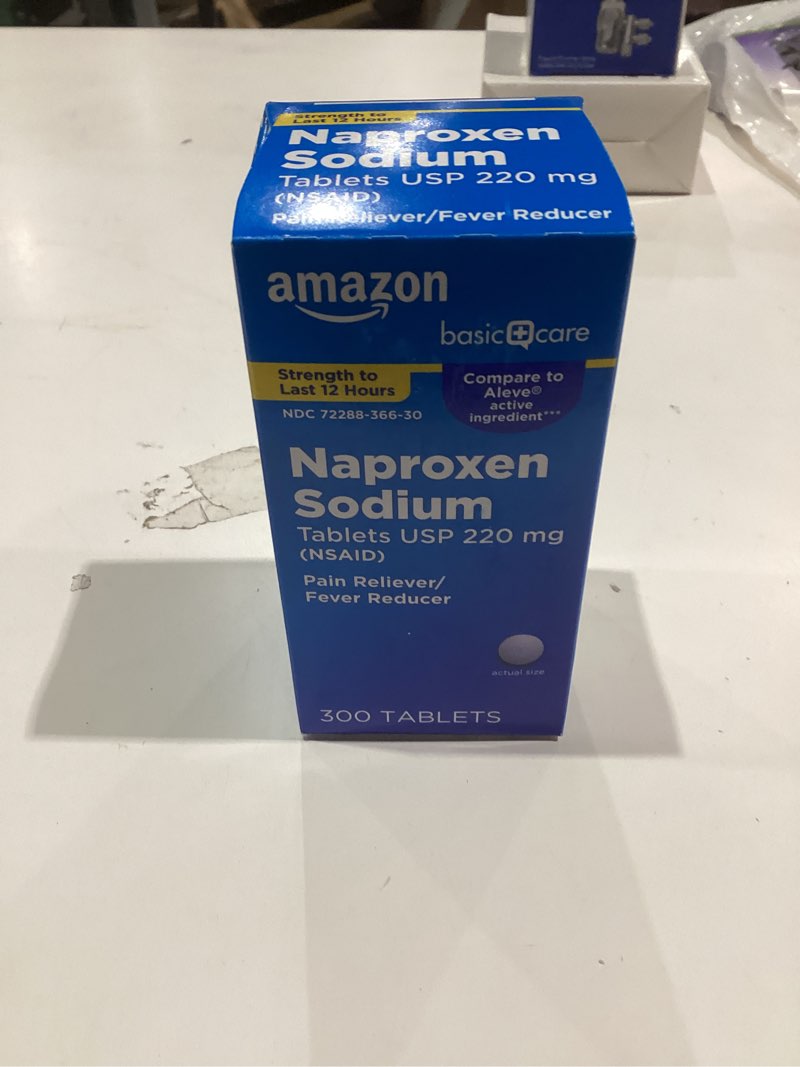 Strength to
Last 12 Hours
Naproxen
Sodium
Tablets USP 220 mg
(NSAID)
Pain Reliever/Fever Reducer
amazon
basic care
Strength to
Last 12 Hours
Compare to
Aleve®
active
ingredient***
NDC 72288-366-30
Naproxen
Sodium
Tablets USP 220 mg
(NSAID)
Pain Reliever/
Fever Reducer
actual size
300 TABLETS